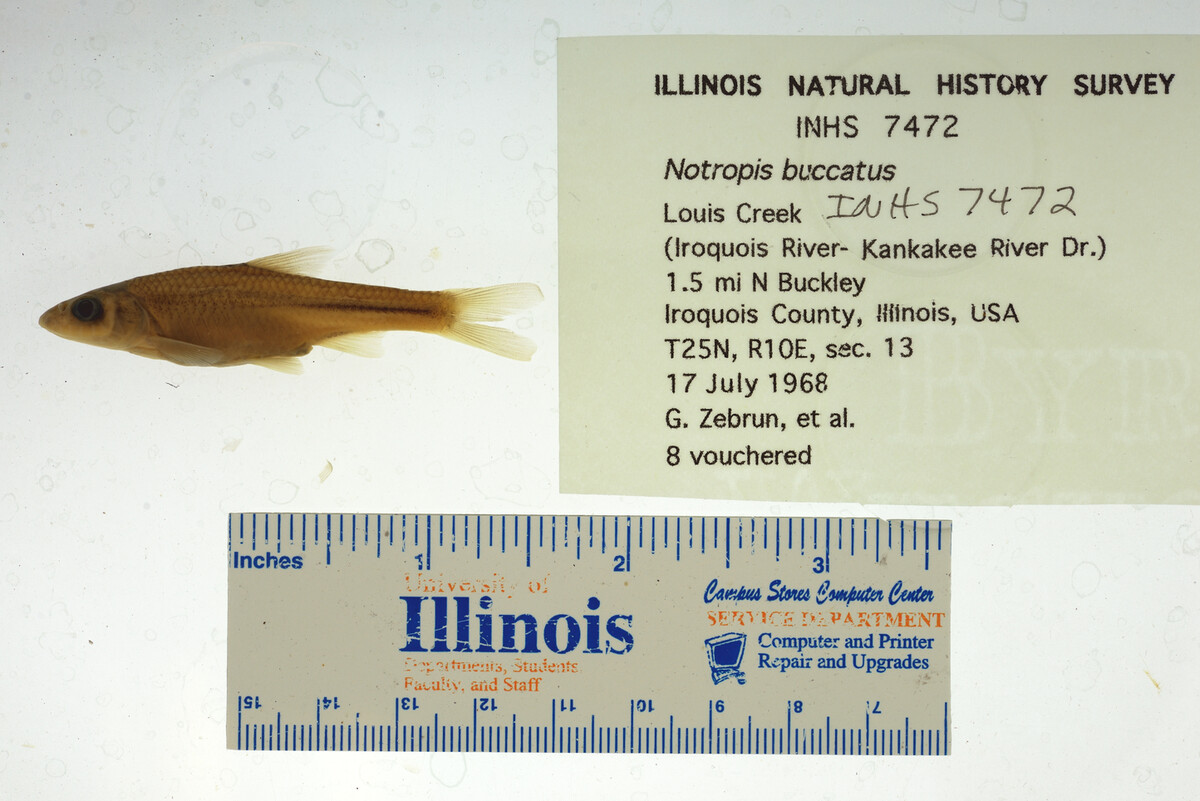 ILLINOIS NATURAL HISTORY SURVEY
INHS 7472
Notropis buccatus
Louis Creek INHS 7472
(Iroquois River- Kankakee River Dr.)
1.5 mi N Buckley
Iroquois County, Illinois, USA
T25N, R10E, sec. 13
17 July 1968
G. Zebrun, et al.
8 vouchered
Inches 1 2 3
University of
Illinois
Departments, Students
Faculty, and Staff
Campus Stores Computer Center
SERVICE DEPARTMENT
Computer and Printer
Repair and Upgrades
15 14 13 12 11 10 9 8 7